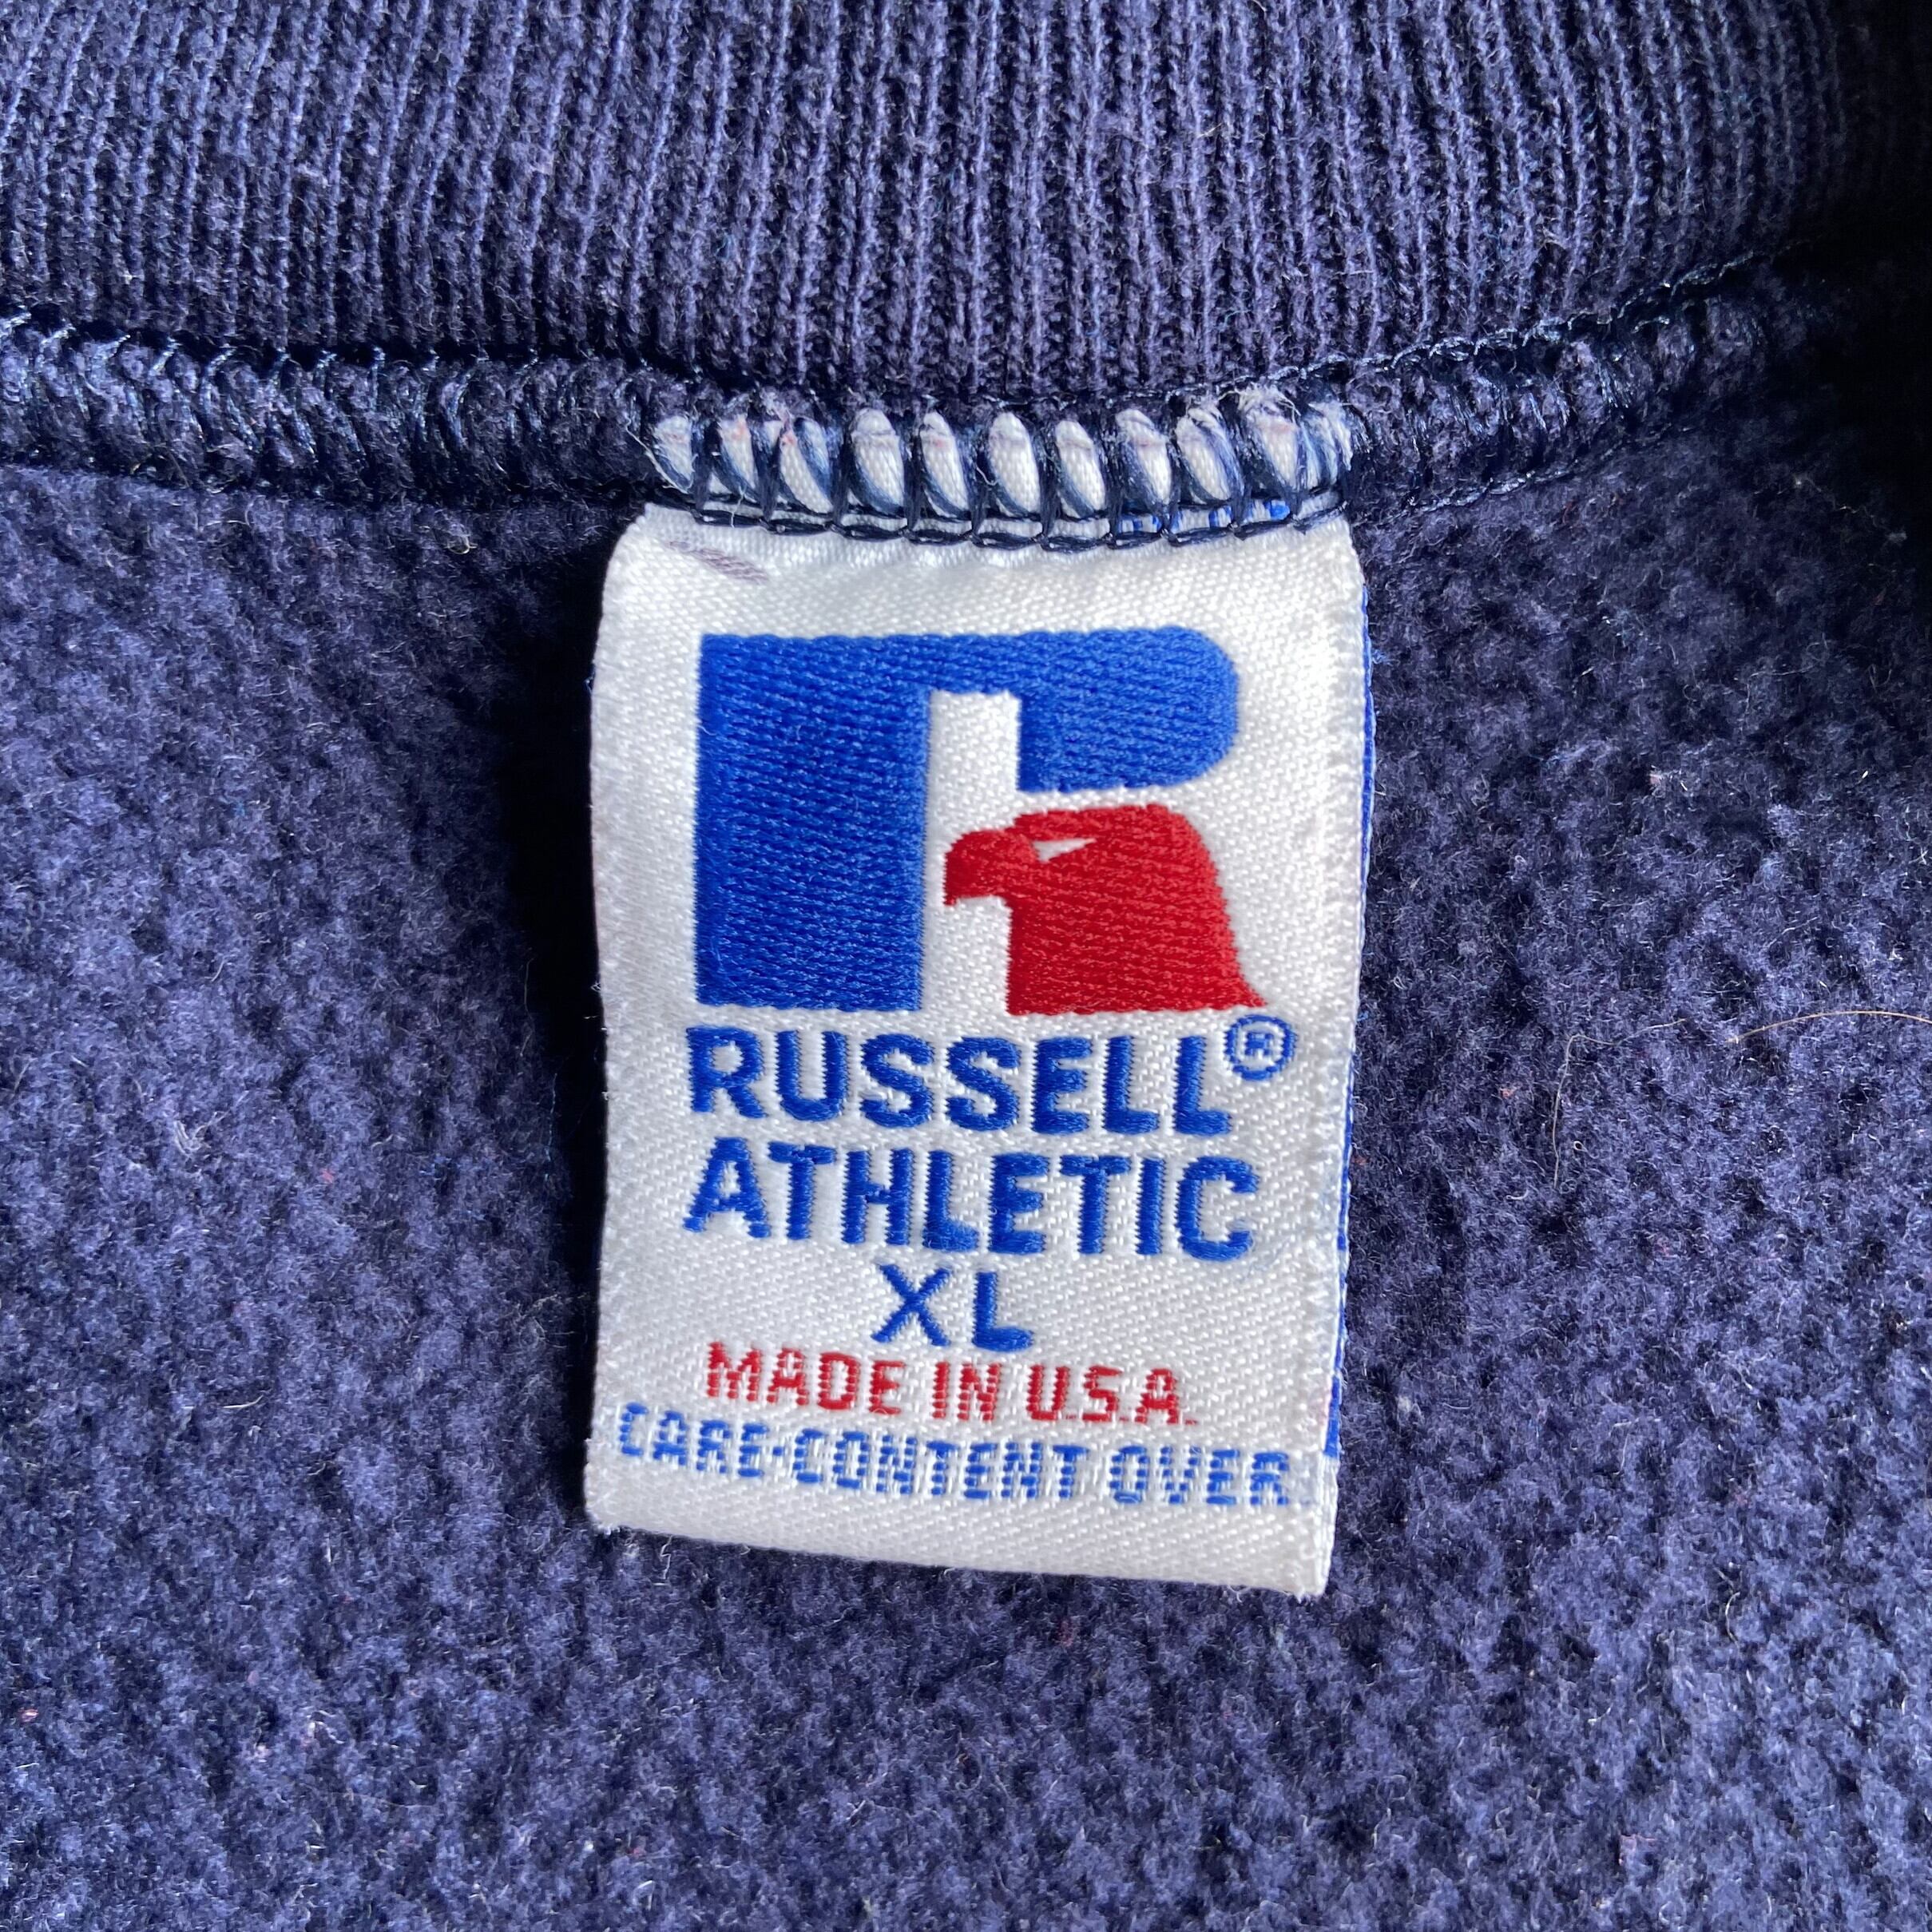 R
RUSSELL®
ATHLETIC
XL
MADE IN U.S.A.
CARE-CONTENT OVER